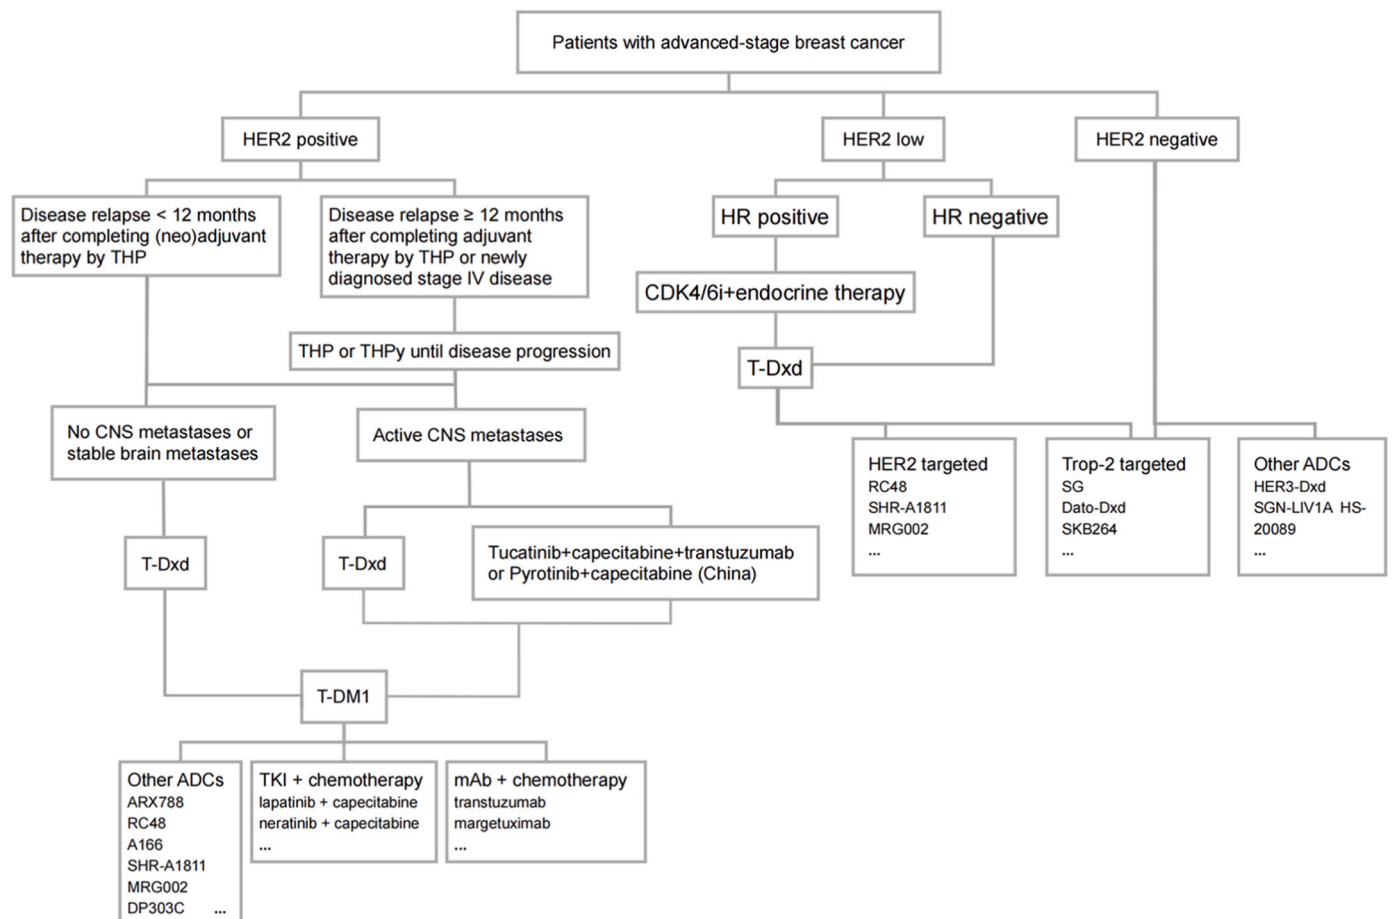 Patients with advanced-stage breast cancer
HER2 positive
HER2 low
HER2 negative
Disease relapse < 12 months
after completing (neo)adjuvant
therapy by THP
Disease relapse ≥ 12 months
after completing adjuvant
therapy by THP or newly
diagnosed stage IV disease
HR positive
HR negative
CDK4/6i+endocrine therapy
THP or THPy until disease progression
T-Dxd
No CNS metastases or
stable brain metastases
Active CNS metastases
HER2 targeted
RC48
SHR-A1811
MRG002
...
Trop-2 targeted
SG
Dato-Dxd
SKB264
...
Other ADCs
HER3-Dxd
SGN-LIV1A HS-
20089
...
T-Dxd
T-Dxd
Tucatinib+capecitabine+transtuzumab
or Pyrotinib+capecitabine (China)
T-DM1
Other ADCs
ARX788
RC48
A166
SHR-A1811
MRG002
DP303C ...
TKI + chemotherapy
lapatinib + capecitabine
neratinib + capecitabine
...
mAb + chemotherapy
transtuzumab
margetuximab
...